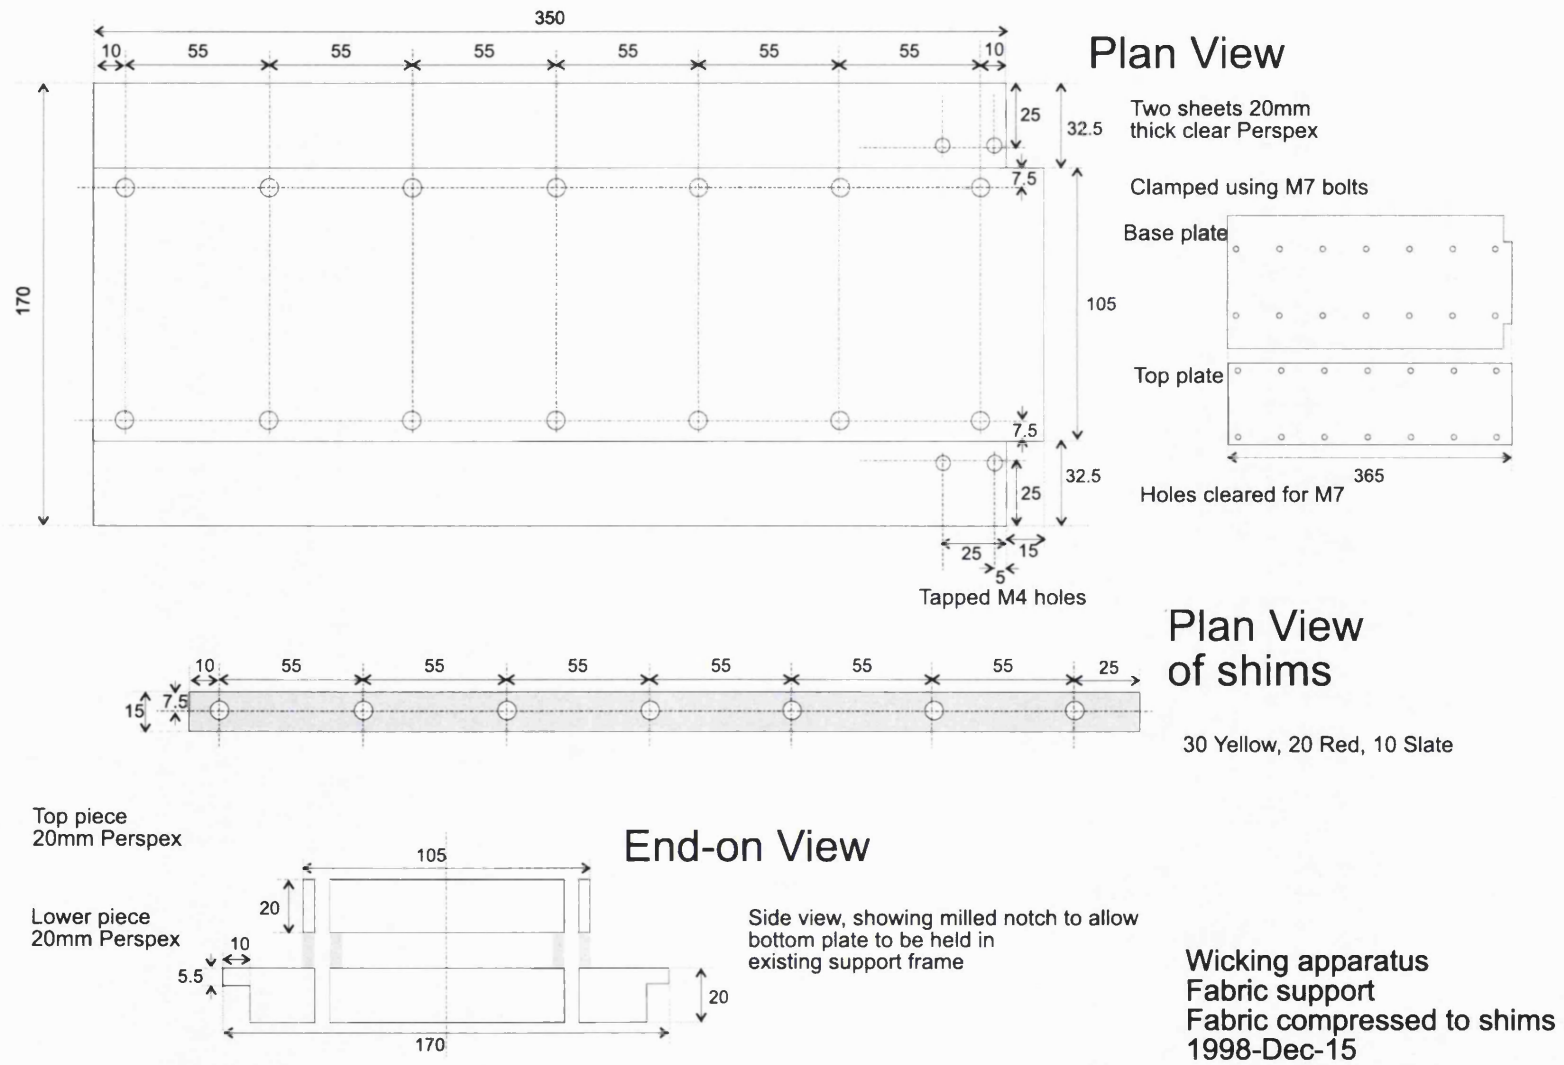 350
10 55 55 55 55 55 55 10
Plan View
Two sheets 20mm
thick clear Perspex
25
32.5
7.5
Clamped using M7 bolts
Base plate
170
105
Top plate
7.5
32.5
365
25
Holes cleared for M7
25 15
5
Tapped M4 holes
Plan View
of shims
10 55 55 55 55 55 55 25
15 7.5
30 Yellow, 20 Red, 10 Slate
Top piece
20mm Perspex
End-on View
105
20
Lower piece
20mm Perspex
Side view, showing milled notch to allow
bottom plate to be held in
existing support frame
10
5.5
20
170
Wicking apparatus
Fabric support
Fabric compressed to shims
1998-Dec-15